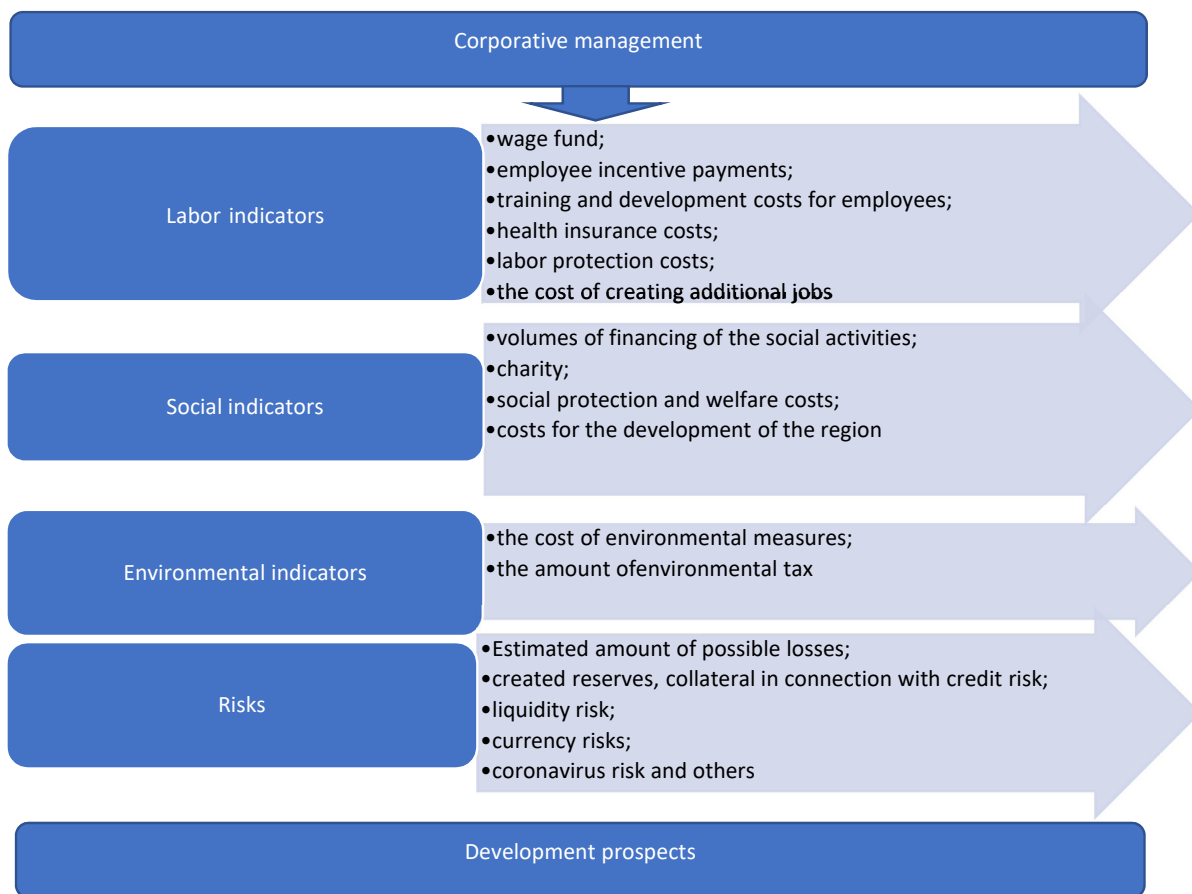 Corporative management
Labor indicators
•wage fund;
•employee incentive payments;
•training and development costs for employees;
•health insurance costs;
•labor protection costs;
•the cost of creating additional jobs
Social indicators
•volumes of financing of the social activities;
•charity;
•social protection and welfare costs;
•costs for the development of the region
Environmental indicators
•the cost of environmental measures;
•the amount ofenvironmental tax
Risks
•Estimated amount of possible losses;
•created reserves, collateral in connection with credit risk;
•liquidity risk;
•currency risks;
•coronavirus risk and others
Development prospects